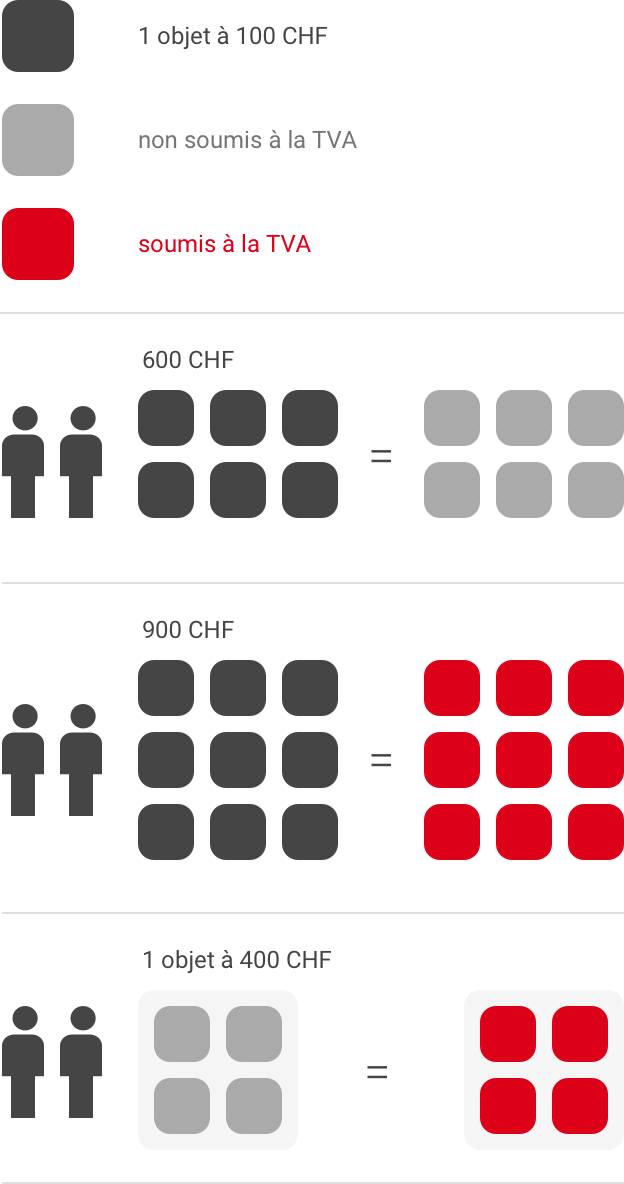 1 objet à 100 CHF
non soumis à la TVA
soumis à la TVA
600 CHF
=
900 CHF
=
1 objet à 400 CHF
=